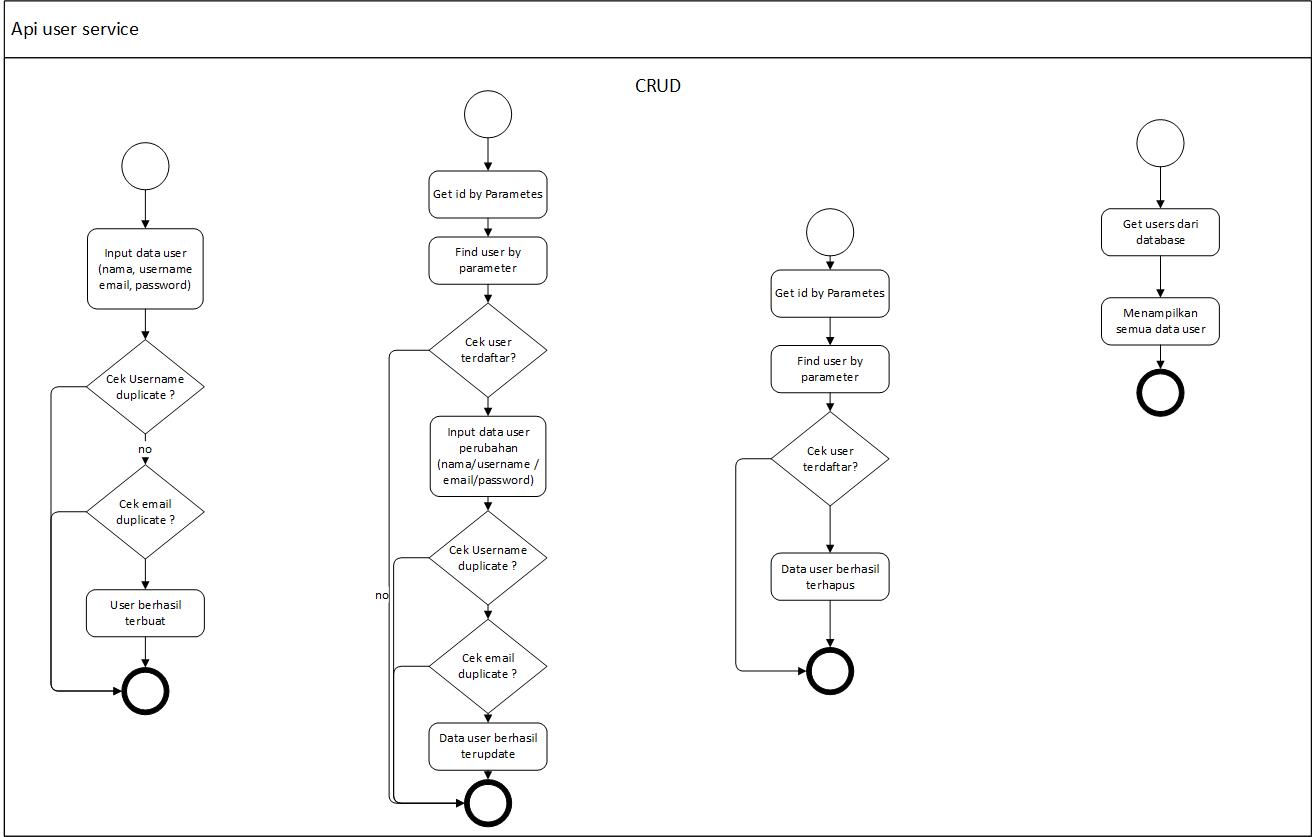 Api user service
CRUD
Input data user
(nama, username
email, password)
Cek Username
duplicate ?
no
Cek email
duplicate ?
User berhasil
terbuat
Get id by Parametes
Find user by
parameter
Cek user
terdaftar?
Input data user
perubahan
(nama/username /
email/password)
Cek Username
duplicate ?
no
Cek email
duplicate ?
Data user berhasil
terupdate
Get id by Parametes
Find user by
parameter
Cek user
terdaftar?
Data user berhasil
terhapus
Get users dari
database
Menampilkan
semua data user